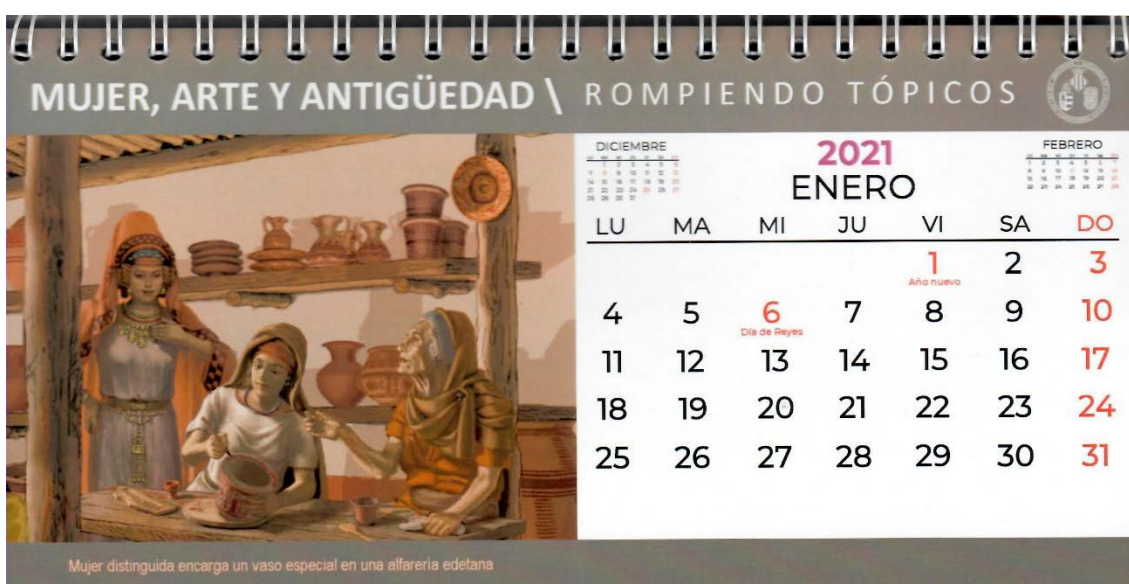 MUJER, ARTE Y ANTIGÜEDAD \ ROMPIENDO TÓPICOS
DICIEMBRE
2021
FEBRERO
ENERO
LU MA MI JU VI SA DO
1 2 3
Año nuevo
4 5 6 7 8 9 10
Día de Reyes
11 12 13 14 15 16 17
18 19 20 21 22 23 24
25 26 27 28 29 30 31
Mujer distinguida encarga un vaso especial en una alfarería edetana